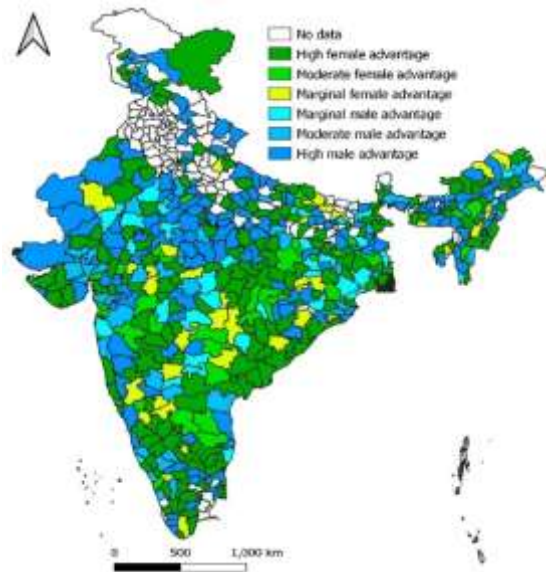 No data
High female advantage
Moderate female advantage
Marginal female advantage
Marginal male advantage
Moderate male advantage
High male advantage
0 500 1,000 km